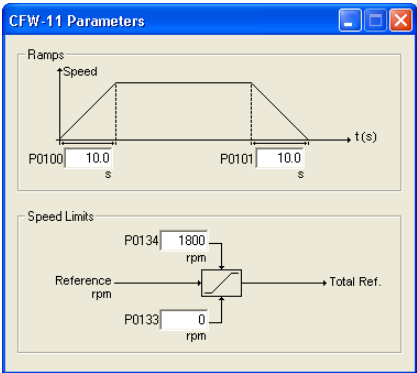 CFW-11 Parameters
Ramps
Speed
t(s)
P0100 10.0 s
P0101 10.0 s
Speed Limits
P0134 1800 rpm
Reference rpm
Total Ref.
P0133 0 rpm